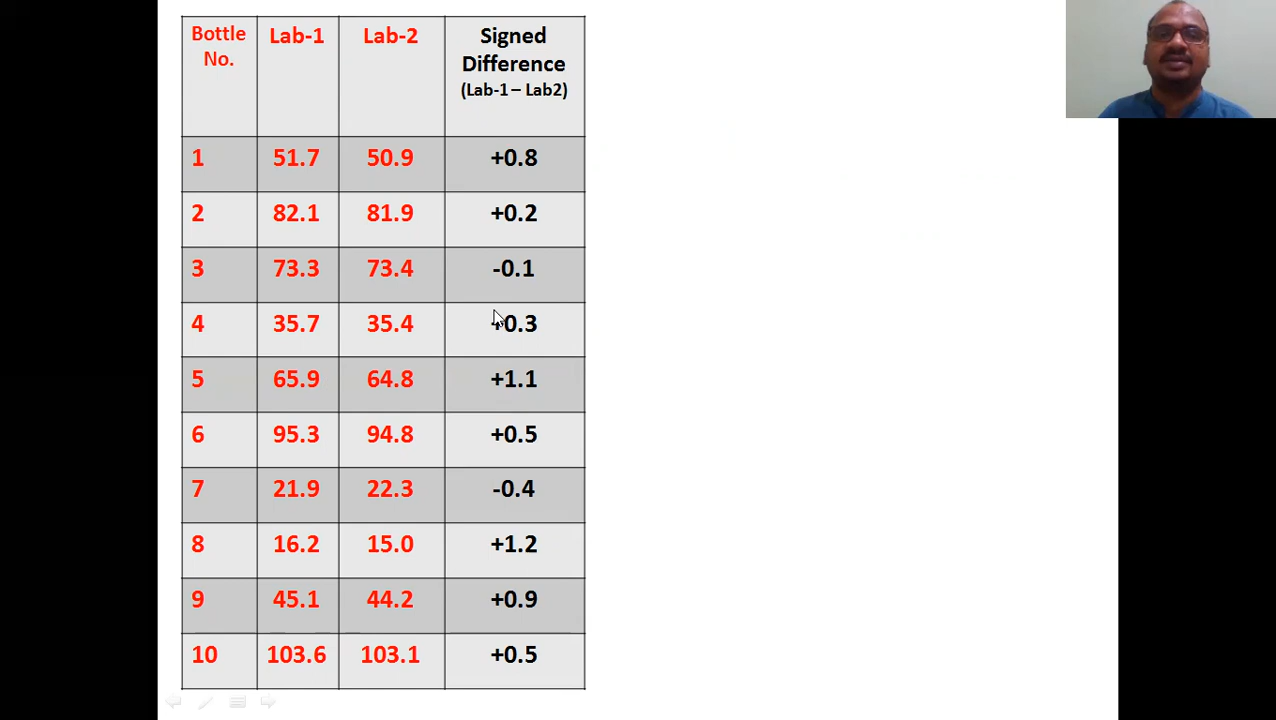 Bottle No. Lab-1 Lab-2 Signed Difference (Lab-1 – Lab2)
1 51.7 50.9 +0.8
2 82.1 81.9 +0.2
3 73.3 73.4 -0.1
4 35.7 35.4 +0.3
5 65.9 64.8 +1.1
6 95.3 94.8 +0.5
7 21.9 22.3 -0.4
8 16.2 15.0 +1.2
9 45.1 44.2 +0.9
10 103.6 103.1 +0.5